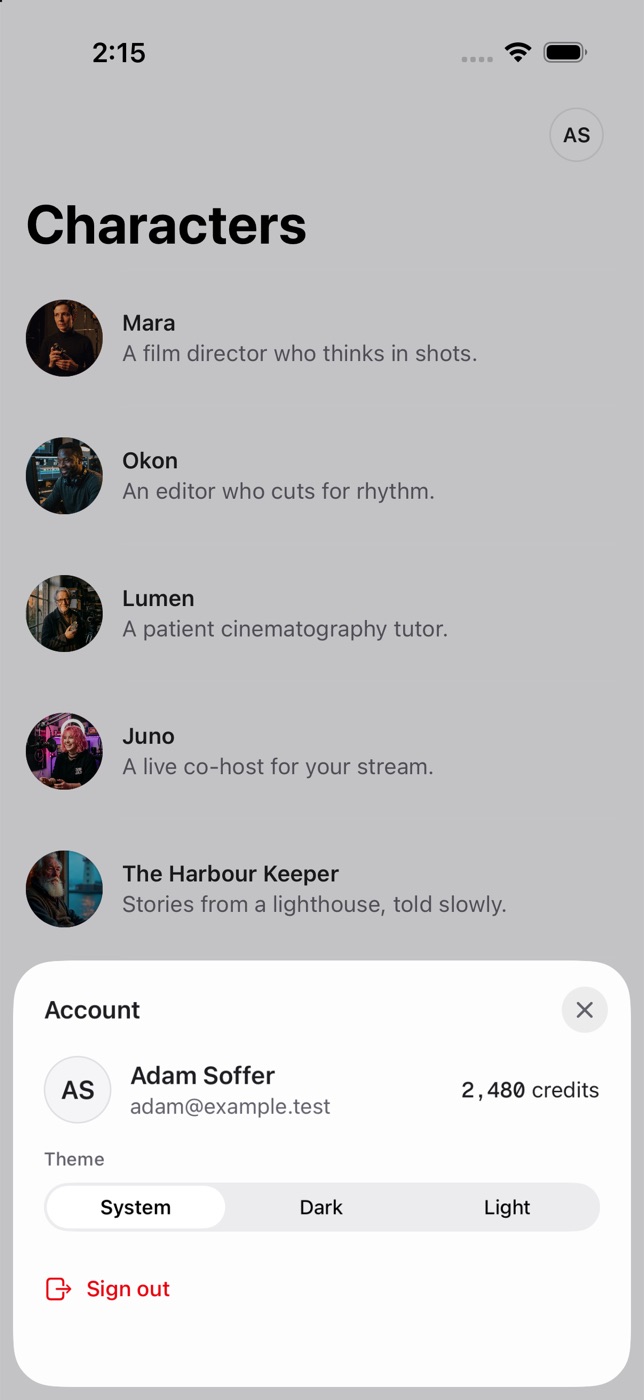 2:15
AS
Characters
Mara
A film director who thinks in shots.
Okon
An editor who cuts for rhythm.
Lumen
A patient cinematography tutor.
Juno
A live co-host for your stream.
The Harbour Keeper
Stories from a lighthouse, told slowly.
Account
AS
Adam Soffer
adam@example.test
2,480 credits
Theme
System Dark Light
Sign out